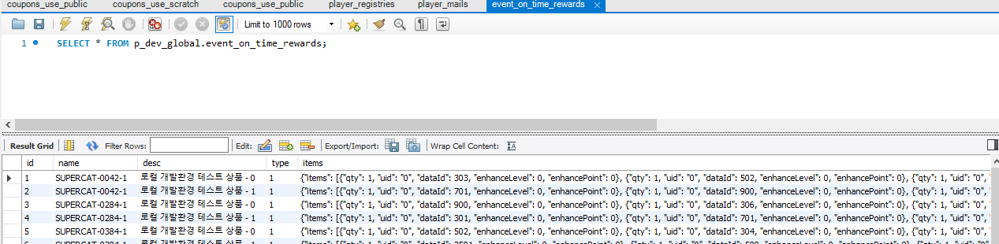 coupons_use_public coupons_use_scratch coupons_use_public player_registries player_mails event_on_time_rewards
Limit to 1000 rows
1 SELECT * FROM p_dev_global.event_on_time_rewards;
Result Grid Filter Rows: Edit: Export/Import: Wrap Cell Content:
id name desc type items
1 SUPERCAT-0042-1 로컬 개발환경 테스트 상품 - 0 1 {"items": [{"qty": 1, "uid": "0", "dataId": 303, "enhanceLevel": 0, "enhancePoint": 0}, {"qty": 1, "uid": "0", "dataId": 502, "enhanceLevel": 0, "enhancePoint": 0}, {"qty": 1, "uid": "0",
2 SUPERCAT-0042-1 로컬 개발환경 테스트 상품 - 1 1 {"items": [{"qty": 1, "uid": "0", "dataId": 701, "enhanceLevel": 0, "enhancePoint": 0}, {"qty": 1, "uid": "0", "dataId": 900, "enhanceLevel": 0, "enhancePoint": 0}, {"qty": 1, "uid": "0",
3 SUPERCAT-0284-1 로컬 개발환경 테스트 상품 - 0 1 {"items": [{"qty": 1, "uid": "0", "dataId": 900, "enhanceLevel": 0, "enhancePoint": 0}, {"qty": 1, "uid": "0", "dataId": 306, "enhanceLevel": 0, "enhancePoint": 0}, {"qty": 1, "uid": "0",
4 SUPERCAT-0284-1 로컬 개발환경 테스트 상품 - 1 1 {"items": [{"qty": 1, "uid": "0", "dataId": 301, "enhanceLevel": 0, "enhancePoint": 0}, {"qty": 1, "uid": "0", "dataId": 701, "enhanceLevel": 0, "enhancePoint": 0}, {"qty": 1, "uid": "0",
5 SUPERCAT-0384-1 로컬 개발환경 테스트 상품 - 0 1 {"items": [{"qty": 1, "uid": "0", "dataId": 502, "enhanceLevel": 0, "enhancePoint": 0}, {"qty": 1, "uid": "0", "dataId": 304, "enhanceLevel": 0, "enhancePoint": 0}, {"qty": 1, "uid": "0",